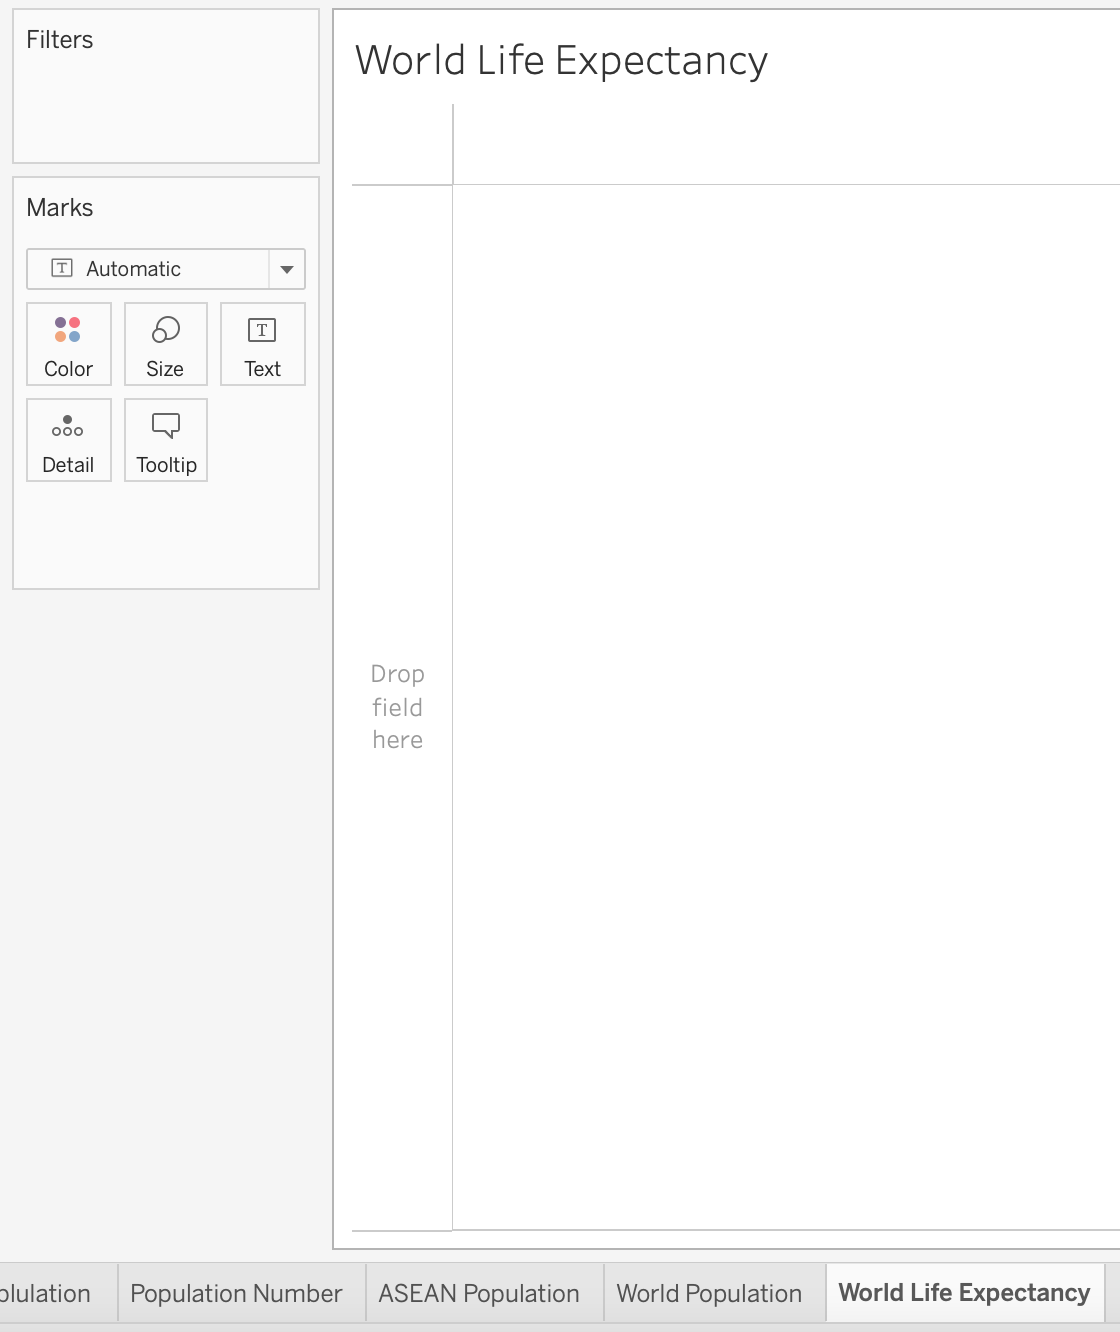 Filters
World Life Expectancy
Marks
Automatic
Color
Size
Text
Detail
Tooltip
Drop
field
here
Population Number
ASEAN Population
World Population
World Life Expectancy